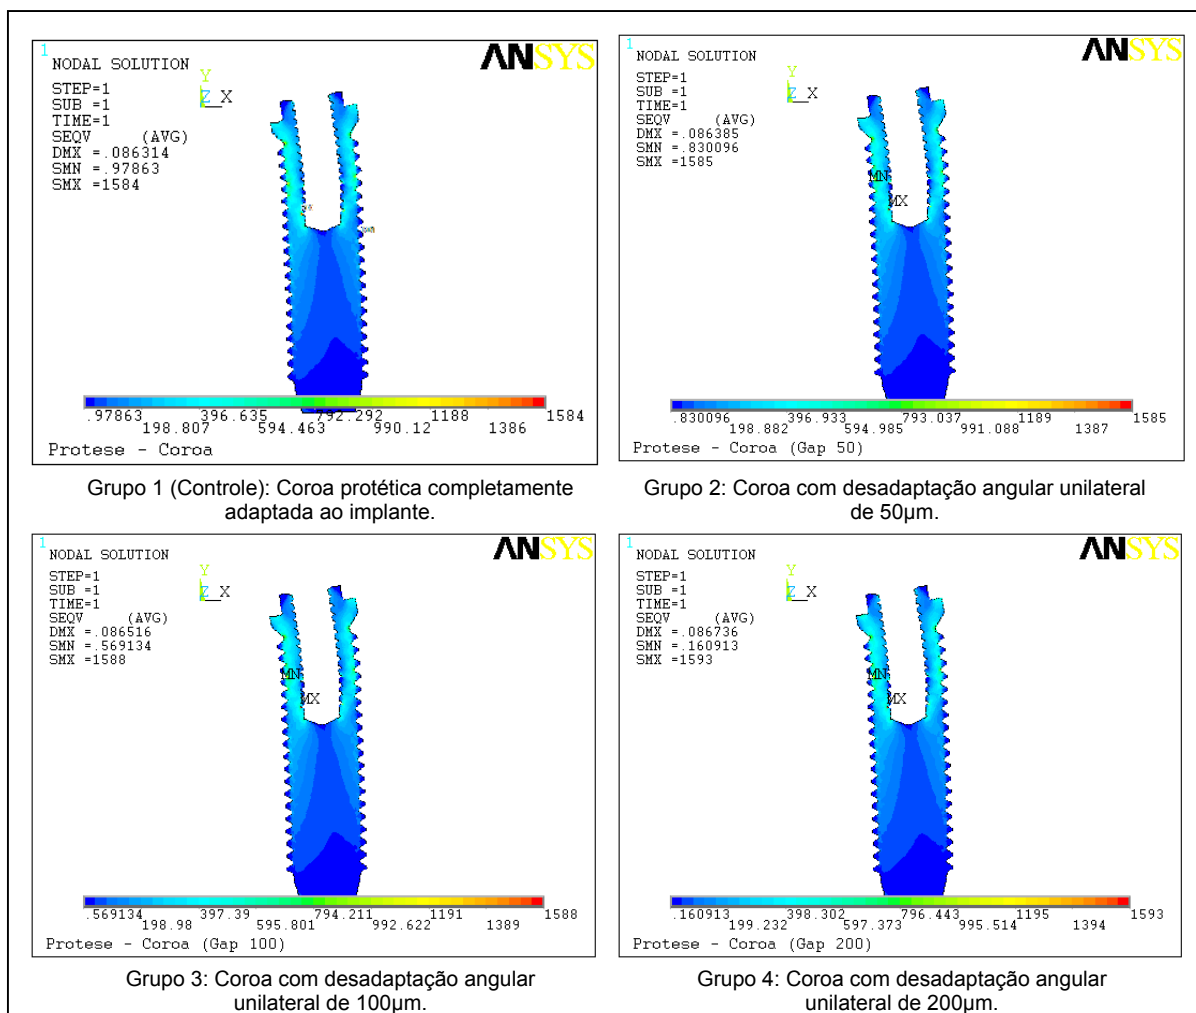 1
NODAL SOLUTION
ANSYS
STEP=1
SUB =1
TIME=1
SEQV (AVG)
DMX =.086314
SMN =.97863
SMX =1584
Y
Z X
.97863 396.635 792.292 1188 1584
198.807 594.463 990.12 1386
Protese - Coroa
Grupo 1 (Controle): Coroa protética completamente
adaptada ao implante.
1
NODAL SOLUTION
ANSYS
STEP=1
SUB =1
TIME=1
SEQV (AVG)
DMX =.086385
SMN =.830096
SMX =1585
Y
Z X
MN
MX
.830096 396.933 793.037 1189 1585
198.882 594.985 991.088 1387
Protese - Coroa (Gap 50)
Grupo 2: Coroa com desadaptação angular unilateral
de 50µm.
1
NODAL SOLUTION
ANSYS
STEP=1
SUB =1
TIME=1
SEQV (AVG)
DMX =.086516
SMN =.569134
SMX =1588
Y
Z X
MN
MX
.569134 397.39 794.211 1191 1588
198.98 595.801 992.622 1389
Protese - Coroa (Gap 100)
Grupo 3: Coroa com desadaptação angular
unilateral de 100µm.
1
NODAL SOLUTION
ANSYS
STEP=1
SUB =1
TIME=1
SEQV (AVG)
DMX =.086736
SMN =.160913
SMX =1593
Y
Z X
MN
MX
.160913 398.302 796.443 1195 1593
199.232 597.373 995.514 1394
Protese - Coroa (Gap 200)
Grupo 4: Coroa com desadaptação angular
unilateral de 200µm.